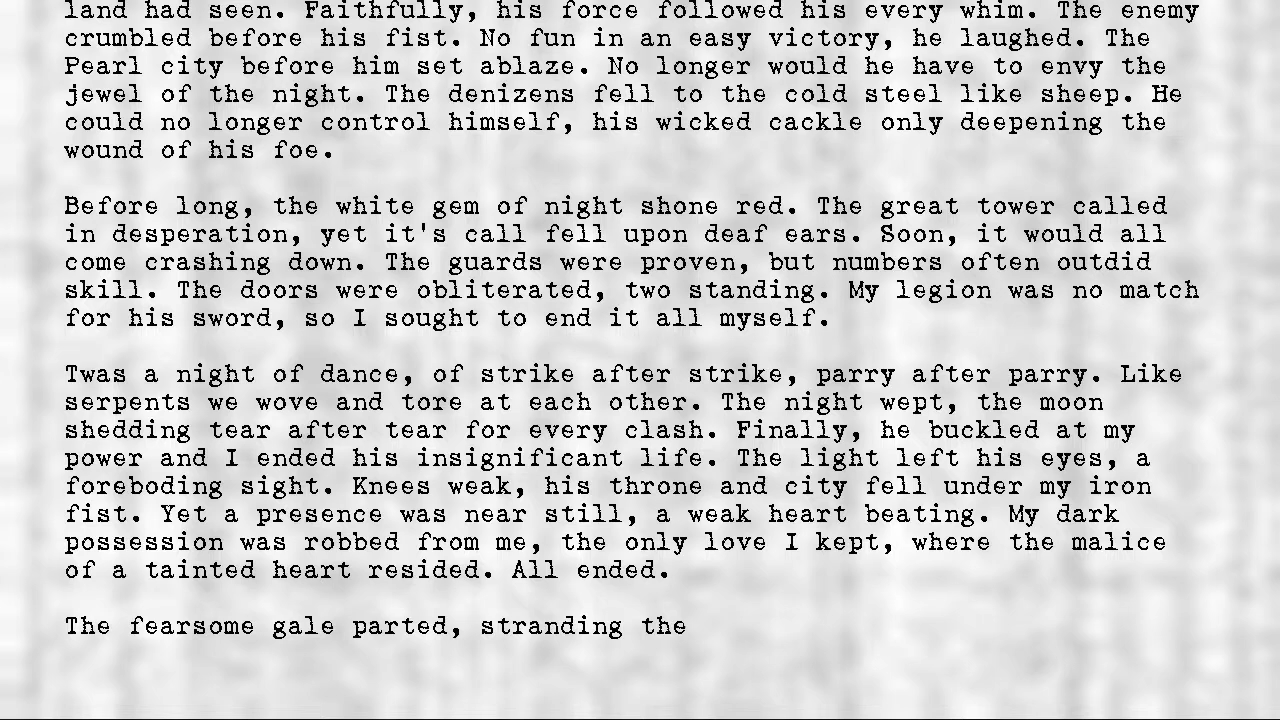 land had seen. Faithfully, his force followed his every whim. The enemy
crumbled before his fist. No fun in an easy victory, he laughed. The
Pearl city before him set ablaze. No longer would he have to envy the
jewel of the night. The denizens fell to the cold steel like sheep. He
could no longer control himself, his wicked cackle only deepening the
wound of his foe.

Before long, the white gem of night shone red. The great tower called
in desperation, yet it's call fell upon deaf ears. Soon, it would all
come crashing down. The guards were proven, but numbers often outdid
skill. The doors were obliterated, two standing. My legion was no match
for his sword, so I sought to end it all myself.

Twas a night of dance, of strike after strike, parry after parry. Like
serpents we wove and tore at each other. The night wept, the moon
shedding tear after tear for every clash. Finally, he buckled at my
power and I ended his insignificant life. The light left his eyes, a
foreboding sight. Knees weak, his throne and city fell under my iron
fist. Yet a presence was near still, a weak heart beating. My dark
possession was robbed from me, the only love I kept, where the malice
of a tainted heart resided. All ended.

The fearsome gale parted, stranding the